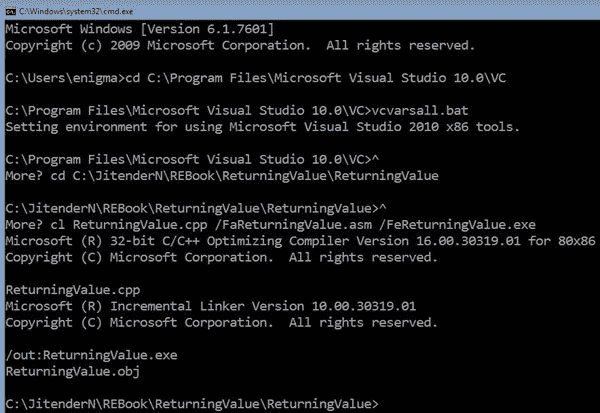 C:\Windows\system32\cmd.exe
Microsoft Windows [Version 6.1.7601]
Copyright (c) 2009 Microsoft Corporation.  All rights reserved.
C:\Users\enigma>cd C:\Program Files\Microsoft Visual Studio 10.0\VC
C:\Program Files\Microsoft Visual Studio 10.0\VC>vcvarsall.bat
Setting environment for using Microsoft Visual Studio 2010 x86 tools.
C:\Program Files\Microsoft Visual Studio 10.0\VC>^
More? cd C:\JitenderN\REBook\ReturningValue\ReturningValue
C:\JitenderN\REBook\ReturningValue\ReturningValue>^
More? cl ReturningValue.cpp /FaReturningValue.asm /FeReturningValue.exe
Microsoft (R) 32-bit C/C++ Optimizing Compiler Version 16.00.30319.01 for 80x86
Copyright (C) Microsoft Corporation.  All rights reserved.
ReturningValue.cpp
Microsoft (R) Incremental Linker Version 10.00.30319.01
Copyright (C) Microsoft Corporation.  All rights reserved.
/out:ReturningValue.exe
ReturningValue.obj
C:\JitenderN\REBook\ReturningValue\ReturningValue>